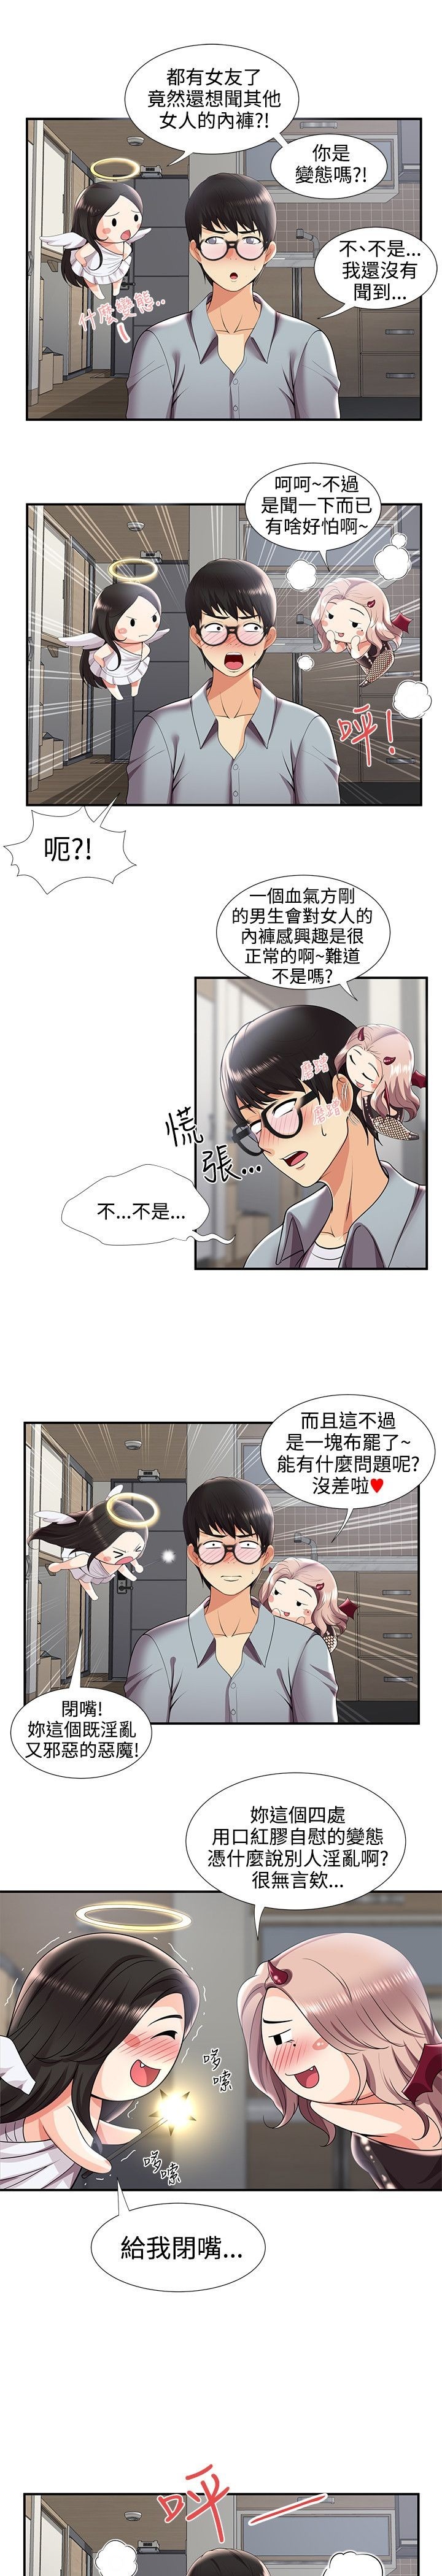 都有女友了
竟然還想聞其他
女人的內褲?!
你是
變態嗎?!
不、不是...
我還沒有
聞到...
什麼變態..
呵呵~不過
是聞一下而已
有啥好怕啊~
呼!
呃?!
一個血氣方剛
的男生會對女人的
內褲感興趣是很
正常的啊~難道
不是嗎?
磨蹭
磨蹭
慌
張...
不...不是...
而且這不過
是一塊布罷了~
能有什麼問題呢?
沒差啦♥
閉嘴!
妳這個既淫亂
又邪惡的惡魔!
妳這個四處
用口紅膠自慰的變態
憑什麼說別人淫亂啊?
很無言欸...
哆嗦
哆嗦
給我閉嘴...
呼—